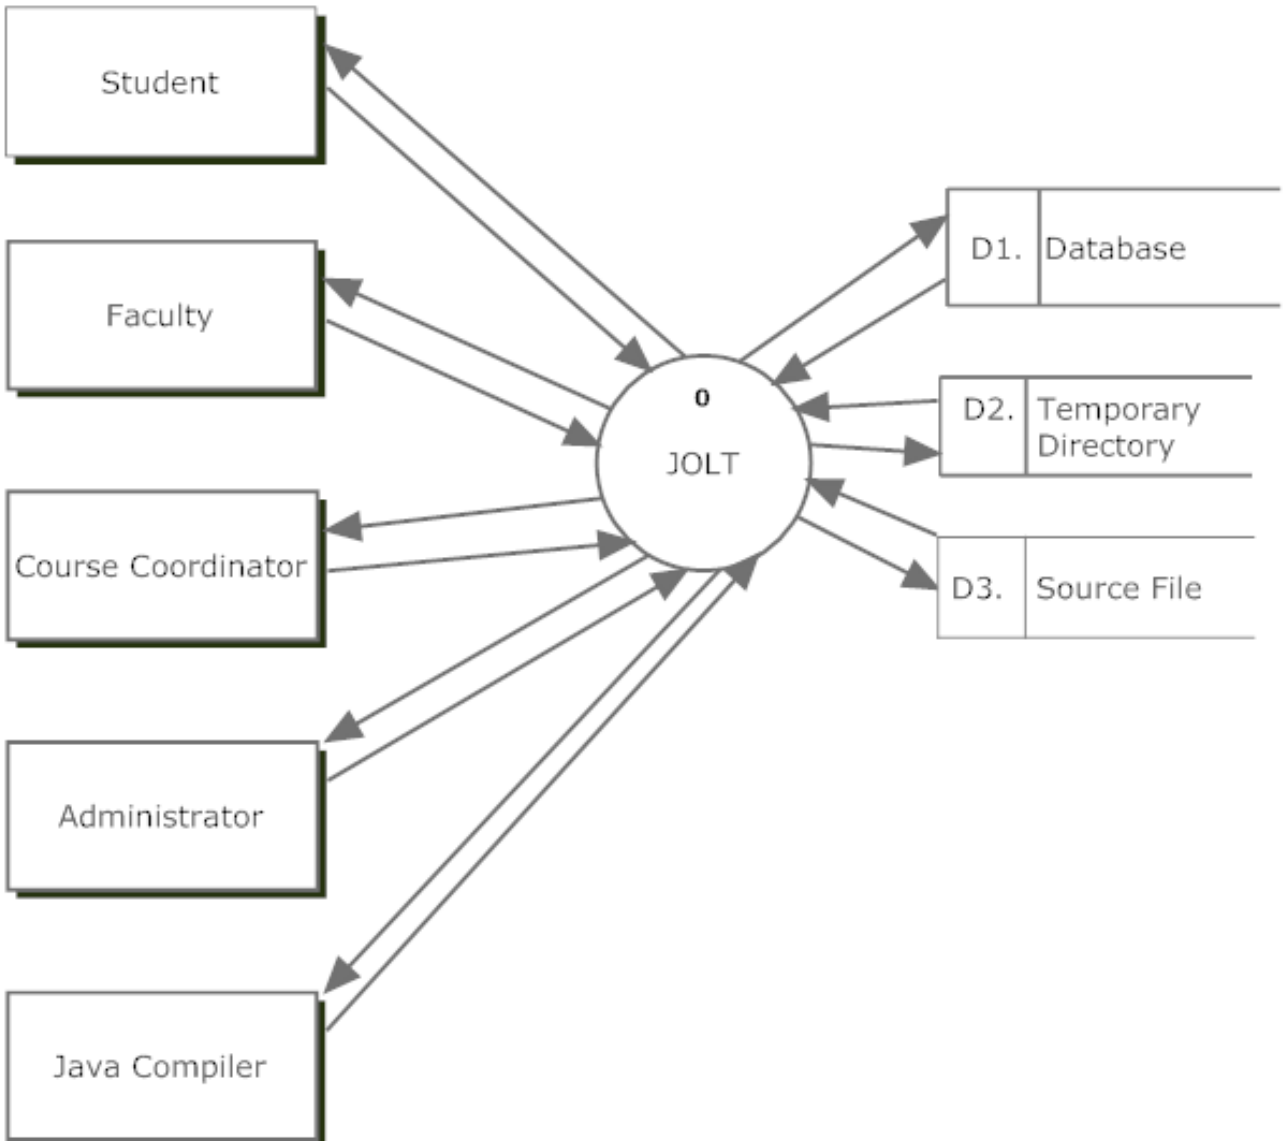 Student
Faculty
Course Coordinator
Administrator
Java Compiler
0
JOLT
D1. Database
D2. Temporary
Directory
D3. Source File